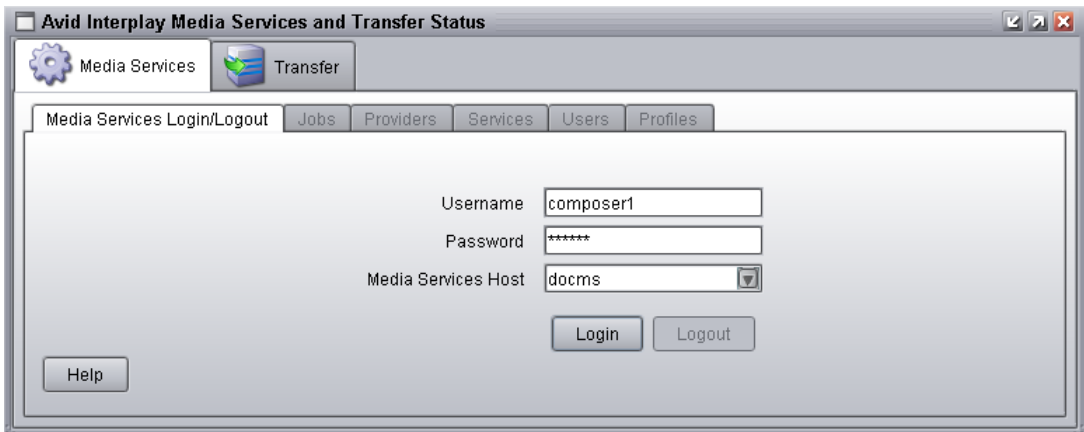 Avid Interplay Media Services and Transfer Status
Media Services Transfer
Media Services Login/Logout Jobs Providers Services Users Profiles
Username composer1
Password ******
Media Services Host docms
Login Logout
Help